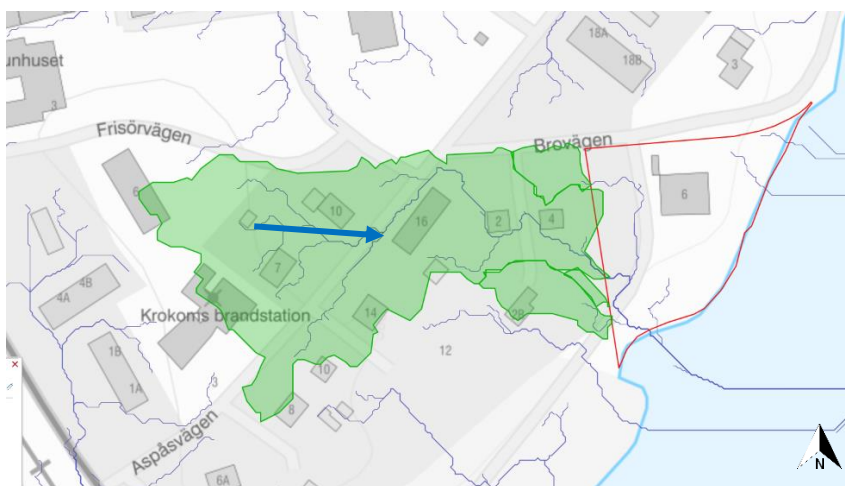 18A
unhuset
18B
3
3
Frisörvägen
Brovägen
6
6
10
16
2
4
7
4B
4A
Krokoms brandstation
14
2B
1B
12
3
10
1A
8
Aspåsvägen
6A
N